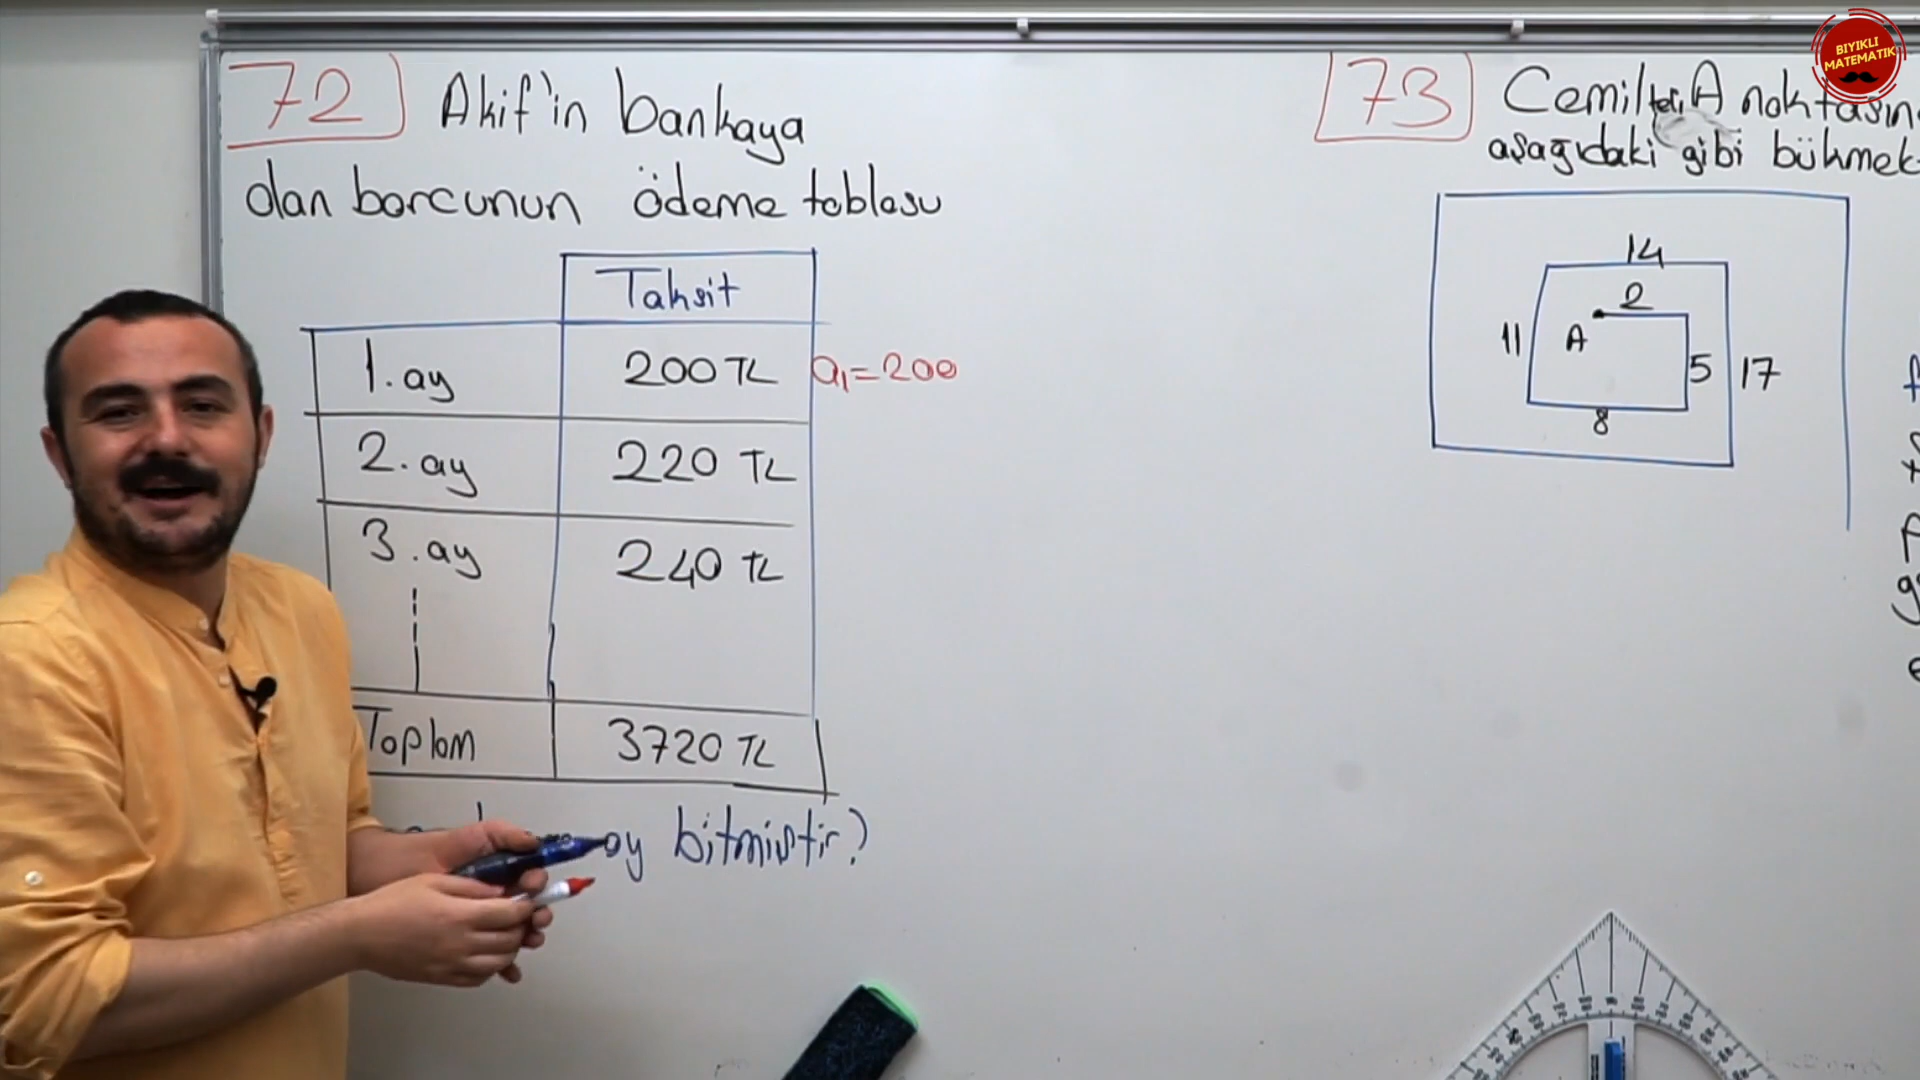 BIYIKLI
MATEMATİK
72 Akif'in bankaya
olan borcunun ödeme tablosu
Taksit
1. ay 200 TL a₁=200
2. ay 220 TL
3. ay 240 TL
Toplam 3720 TL
ay bitmiştir?
73 Cemil A noktasın
aşağıdaki gibi bükmek
14
2
11 A 5 17
8